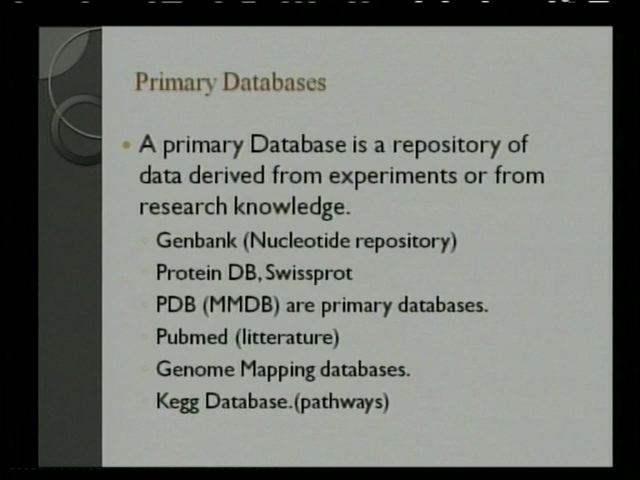 Primary Databases
A primary Database is a repository of
data derived from experiments or from
research knowledge.
Genbank (Nucleotide repository)
Protein DB, Swissprot
PDB (MMDB) are primary databases.
Pubmed (litterature)
Genome Mapping databases.
Kegg Database.(pathways)